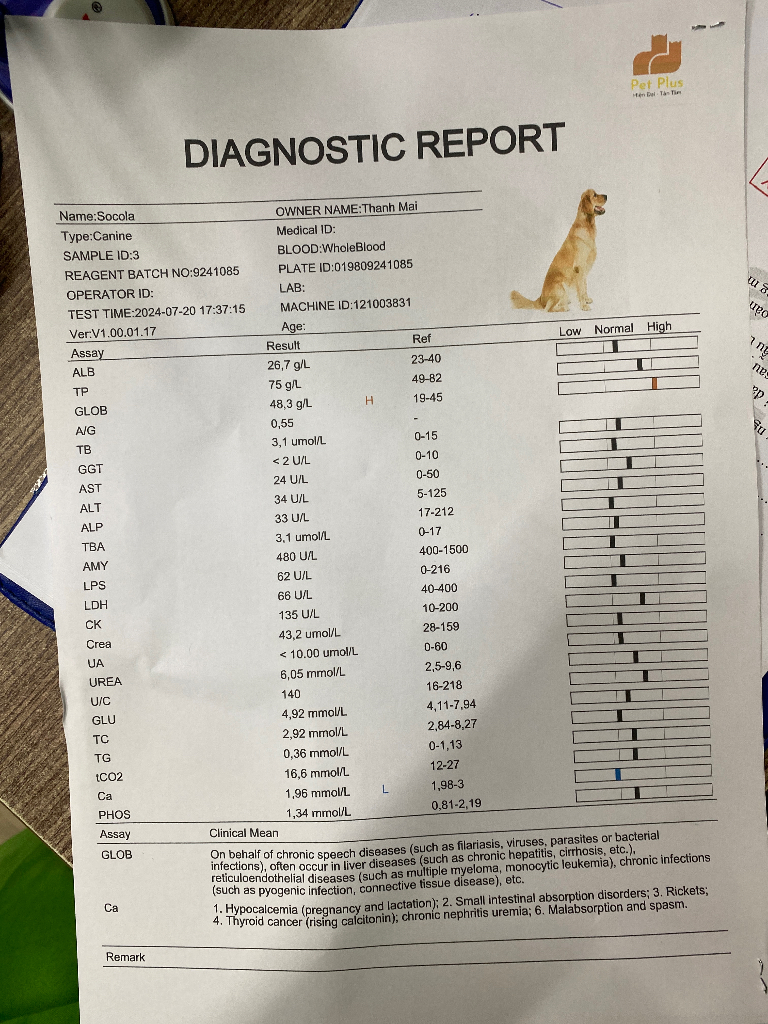 Pet Plus
Hiện Đại - Tận Tâm
DIAGNOSTIC REPORT
Name:Socola OWNER NAME:Thanh Mai
Type:Canine Medical ID:
SAMPLE ID:3 BLOOD:WholeBlood
REAGENT BATCH NO:9241085 PLATE ID:019809241085
OPERATOR ID: LAB:
TEST TIME:2024-07-20 17:37:15 MACHINE ID:121003831
Ver:V1.00.01.17 Age:
Assay Result Ref Low Normal High
ALB 26,7 g/L 23-40
TP 75 g/L 49-82
GLOB 48,3 g/L H 19-45
A/G 0,55 -
TB 3,1 umol/L 0-15
GGT < 2 U/L 0-10
AST 24 U/L 0-50
ALT 34 U/L 5-125
ALP 33 U/L 17-212
TBA 3,1 umol/L 0-17
AMY 480 U/L 400-1500
LPS 62 U/L 0-216
LDH 66 U/L 40-400
CK 135 U/L 10-200
Crea 43,2 umol/L 28-159
UA < 10.00 umol/L 0-60
UREA 6,05 mmol/L 2,5-9,6
U/C 140 16-218
GLU 4,92 mmol/L 4,11-7,94
TC 2,92 mmol/L 2,84-8,27
TG 0,36 mmol/L 0-1,13
tCO2 16,6 mmol/L 12-27
Ca 1,96 mmol/L L 1,98-3
PHOS 1,34 mmol/L 0,81-2,19
Assay Clinical Mean
GLOB On behalf of chronic speech diseases (such as filariasis, viruses, parasites or bacterial
infections), often occur in liver diseases (such as chronic hepatitis, cirrhosis, etc.),
reticuloendothelial diseases (such as multiple myeloma, monocytic leukemia), chronic infections
(such as pyogenic infection, connective tissue disease), etc.
Ca 1. Hypocalcemia (pregnancy and lactation); 2. Small intestinal absorption disorders; 3. Rickets;
4. Thyroid cancer (rising calcitonin); chronic nephritis uremia; 6. Malabsorption and spasm.
Remark